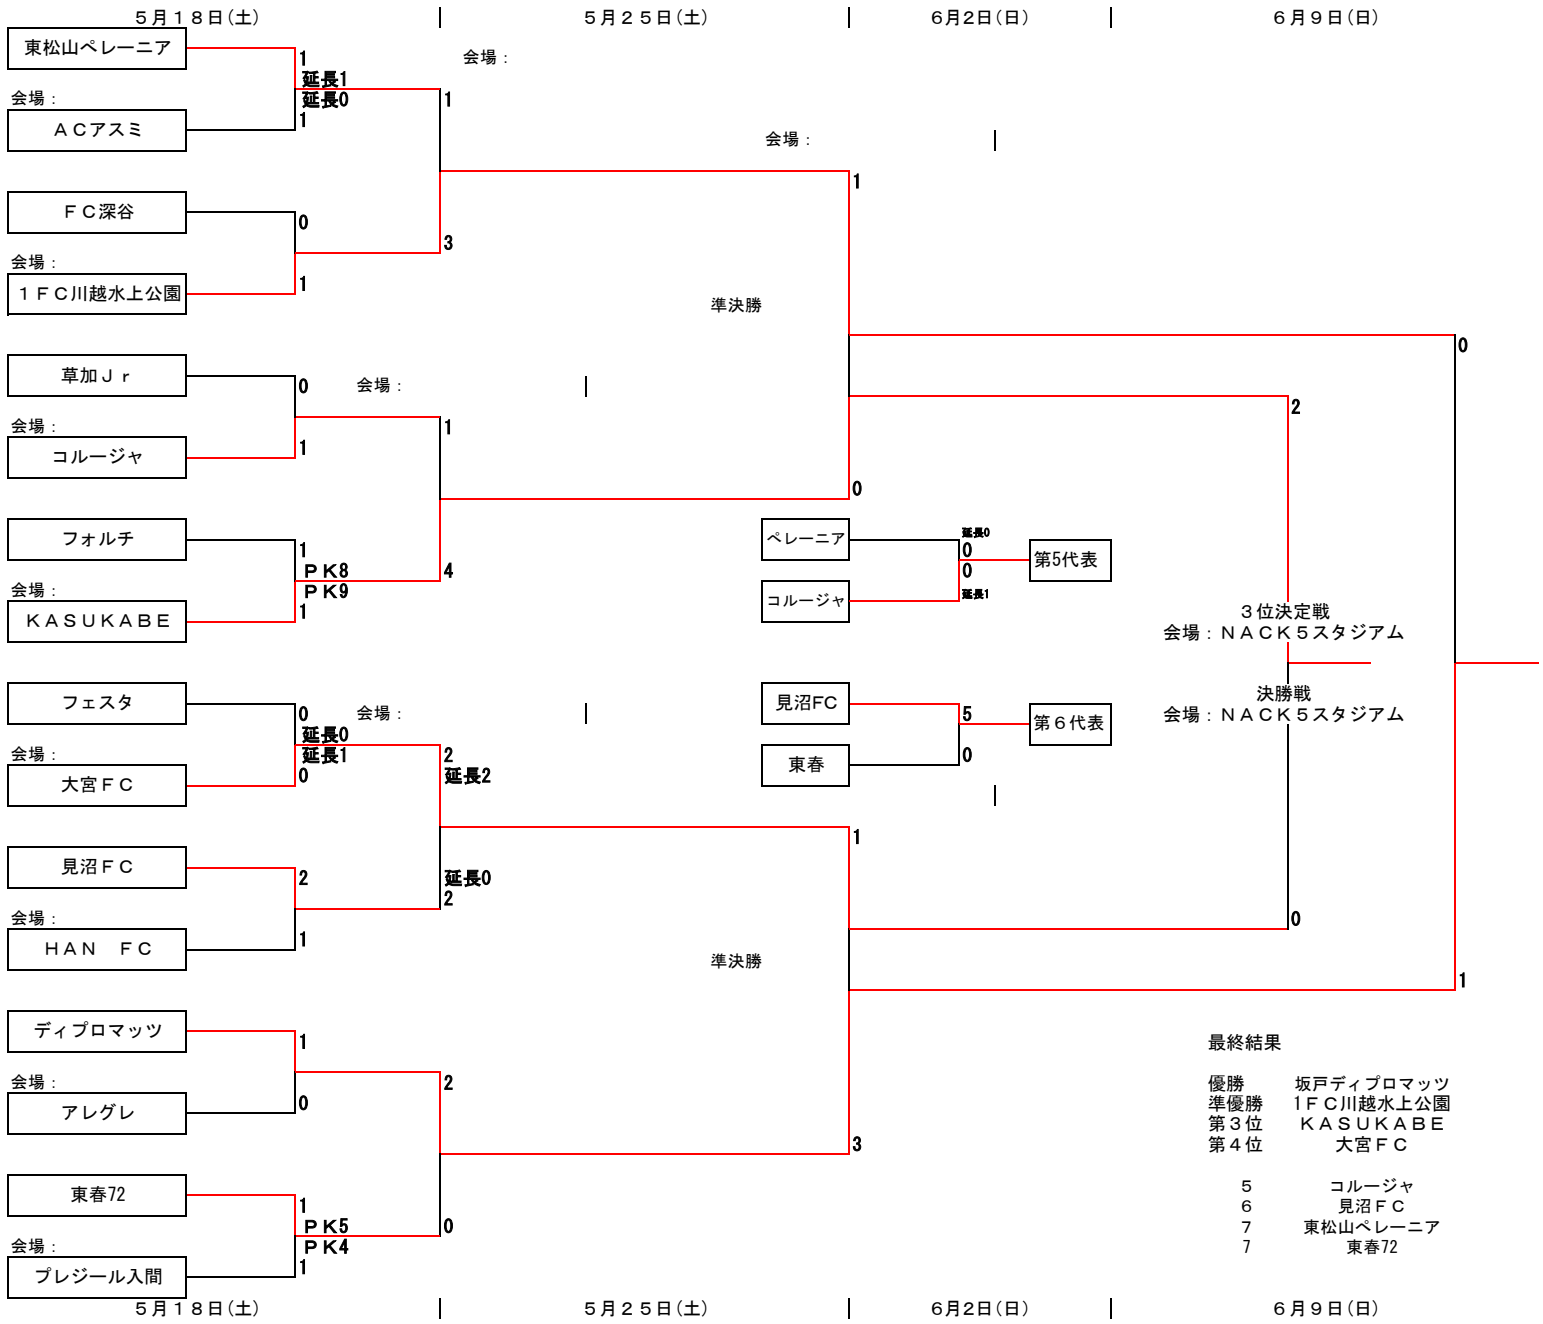 ５月１８日(土)
５月２５日(土)
6月2日(日)
６月９日(日)
東松山ペレーニア
1
会場：
延長1
会場：
延長0
1
ＡＣアスミ
1
会場：
1
ＦＣ深谷
0
3
会場：
１ＦＣ川越水上公園
1
準決勝
0
草加Ｊｒ
0
会場：
2
会場：
1
コルージャ
1
0
フォルチ
1
ペレーニア
延長0
0
第5代表
ＰＫ8
4
0
会場：
ＰＫ9
コルージャ
延長1
ＫＡＳＵＫＡＢＥ
1
３位決定戦
会場：ＮＡＣＫ５スタジアム
フェスタ
0
会場：
見沼FC
5
第６代表
決勝戦
会場：ＮＡＣＫ５スタジアム
延長0
会場：
延長1
2
東春
0
大宮ＦＣ
0
延長2
1
見沼ＦＣ
2
延長0
2
会場：
0
ＨＡＮ　ＦＣ
1
準決勝
1
ディプロマッツ
1
最終結果
会場：
2
優勝　坂戸ディプロマッツ
アレグレ
0
準優勝　1ＦＣ川越水上公園
第３位　ＫＡＳＵＫＡＢＥ
3
第４位　大宮ＦＣ
東春72
1
５　コルージャ
６　見沼ＦＣ
ＰＫ5
0
７　東松山ペレーニア
会場：
ＰＫ4
7　東春72
プレジール入間
1
５月１８日(土)
５月２５日(土)
6月2日(日)
６月９日(日)